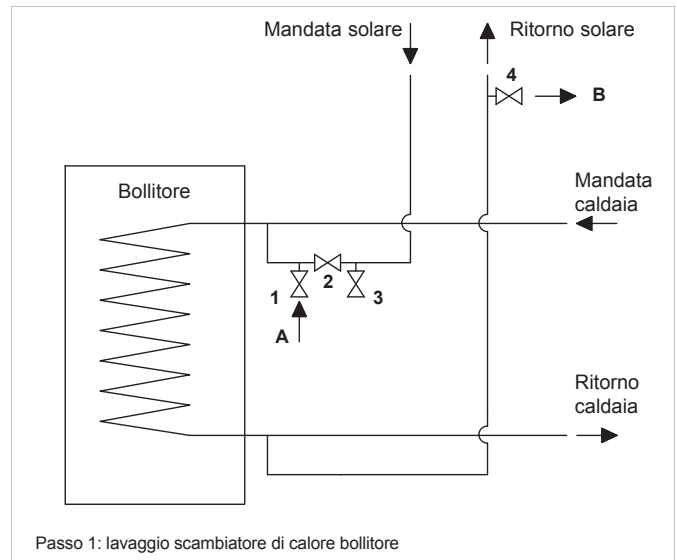 Mandata solare
Ritorno solare
4
B
Bollitore
Mandata
caldaia
1
2
3
A
Ritorno
caldaia
Passo 1: lavaggio scambiatore di calore bollitore